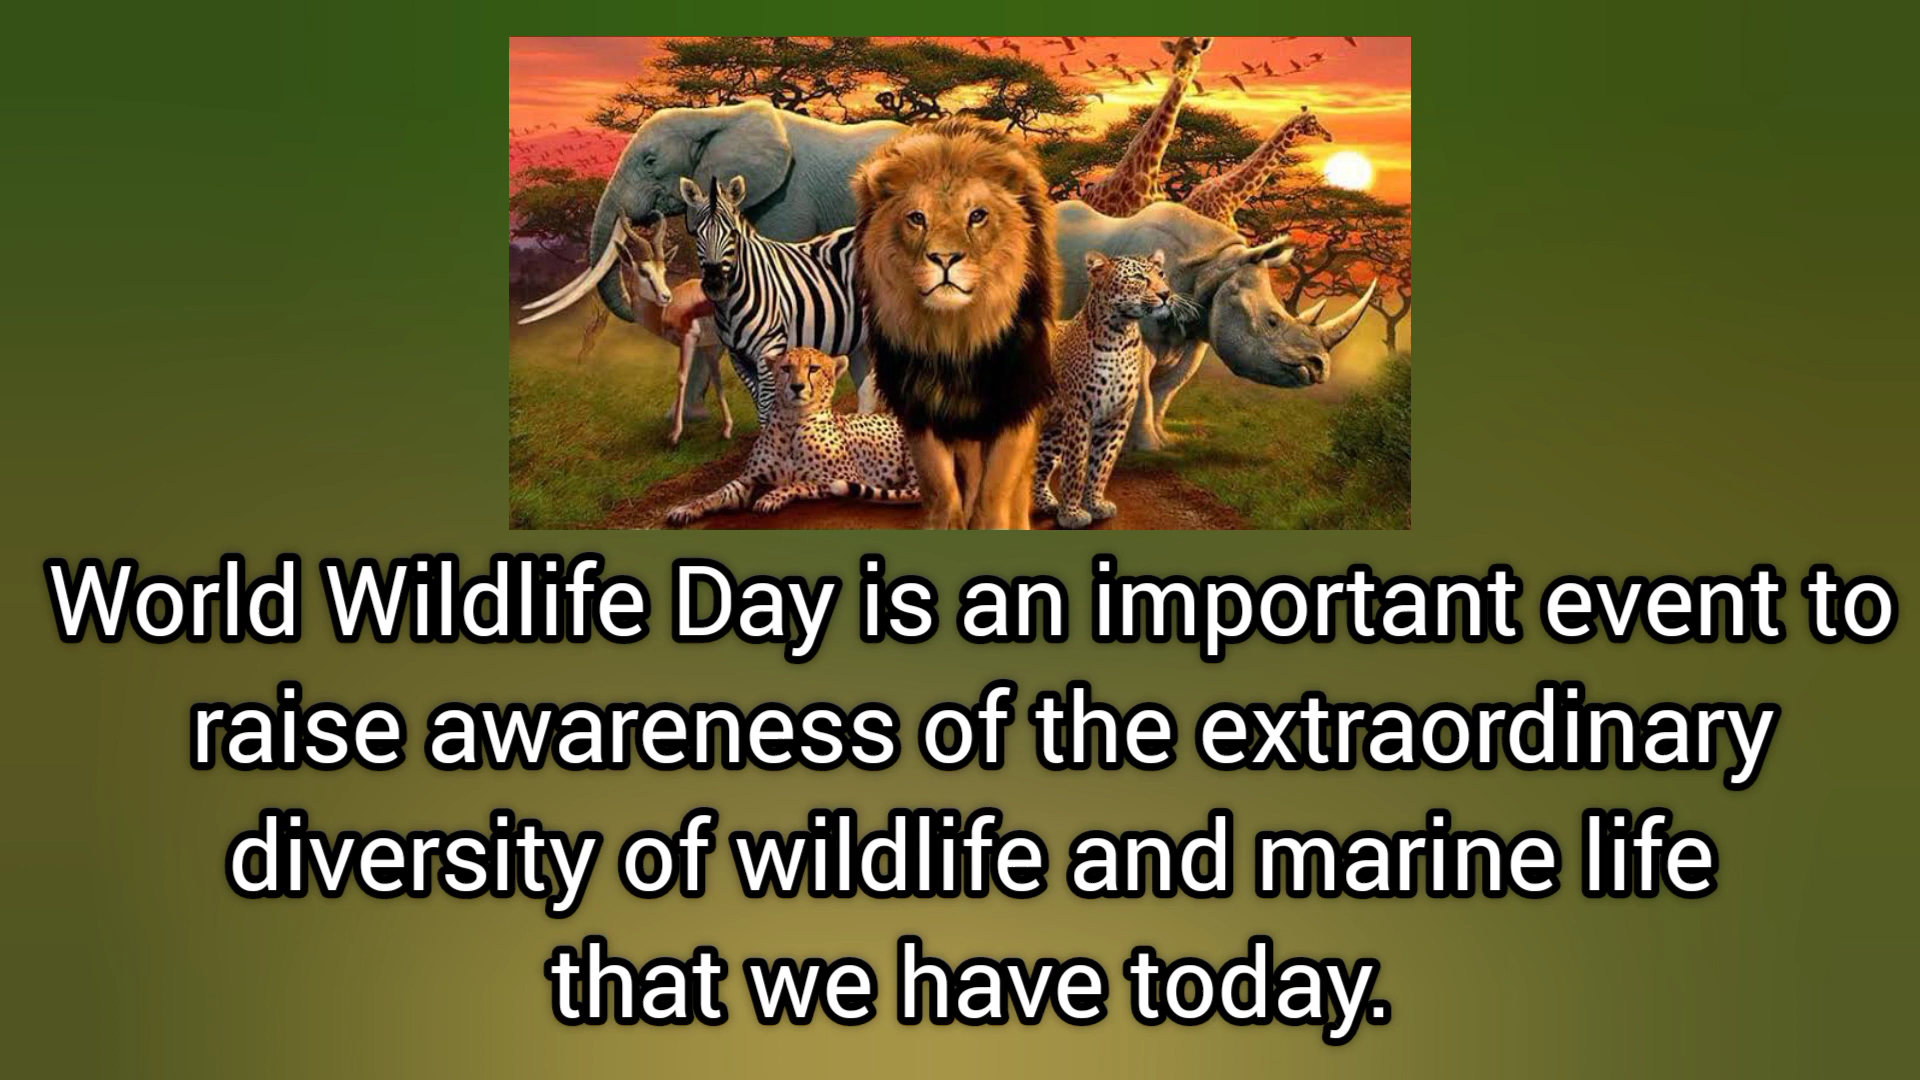 World Wildlife Day is an important event to
raise awareness of the extraordinary
diversity of wildlife and marine life
that we have today.